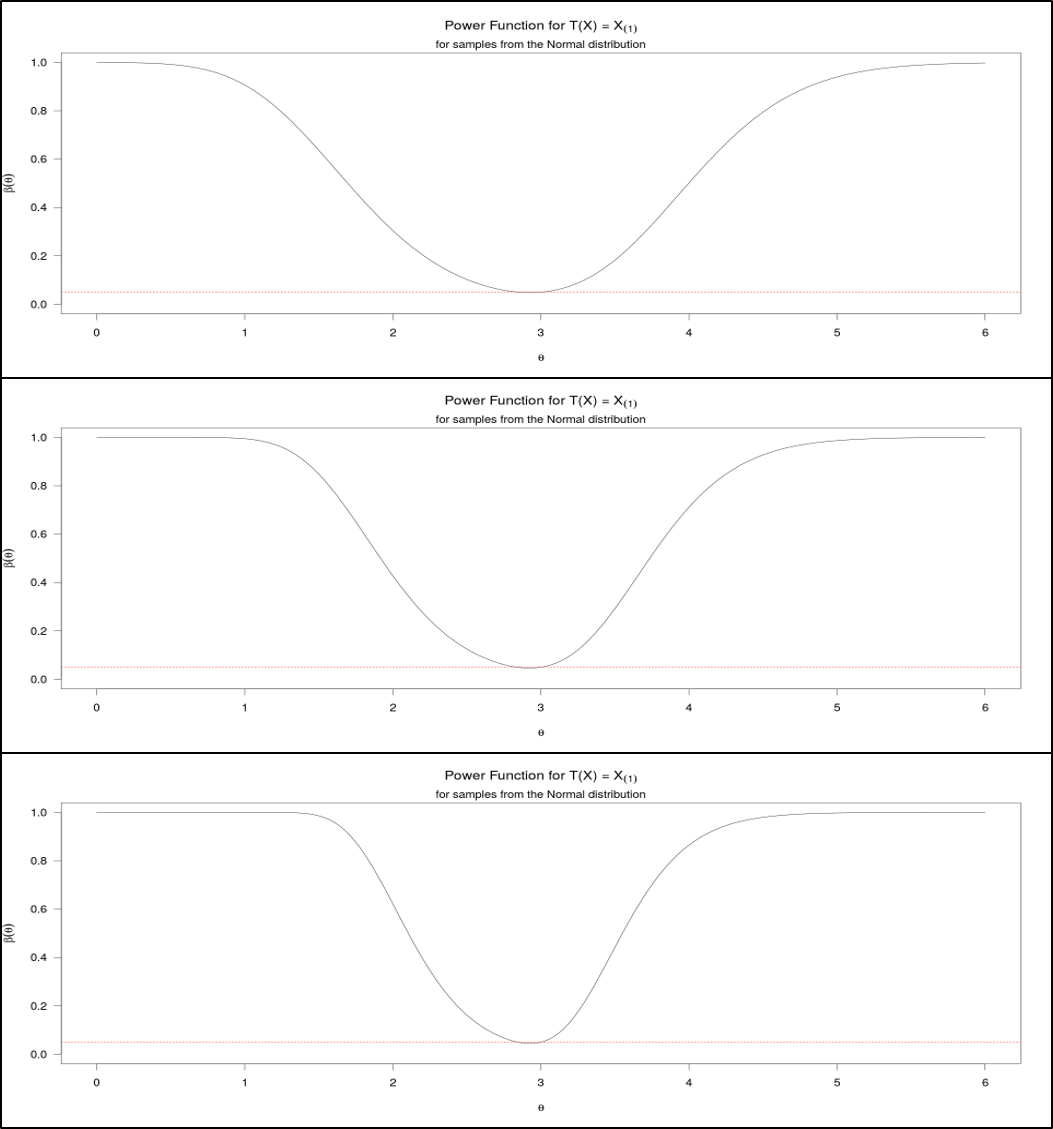 Power Function for T(X) = X(1)
for samples from the Normal distribution
1.0
0.8
0.6
β(θ)
0.4
0.2
0.0
0 1 2 3 4 5 6
θ
Power Function for T(X) = X(1)
for samples from the Normal distribution
1.0
0.8
0.6
β(θ)
0.4
0.2
0.0
0 1 2 3 4 5 6
θ
Power Function for T(X) = X(1)
for samples from the Normal distribution
1.0
0.8
0.6
β(θ)
0.4
0.2
0.0
0 1 2 3 4 5 6
θ